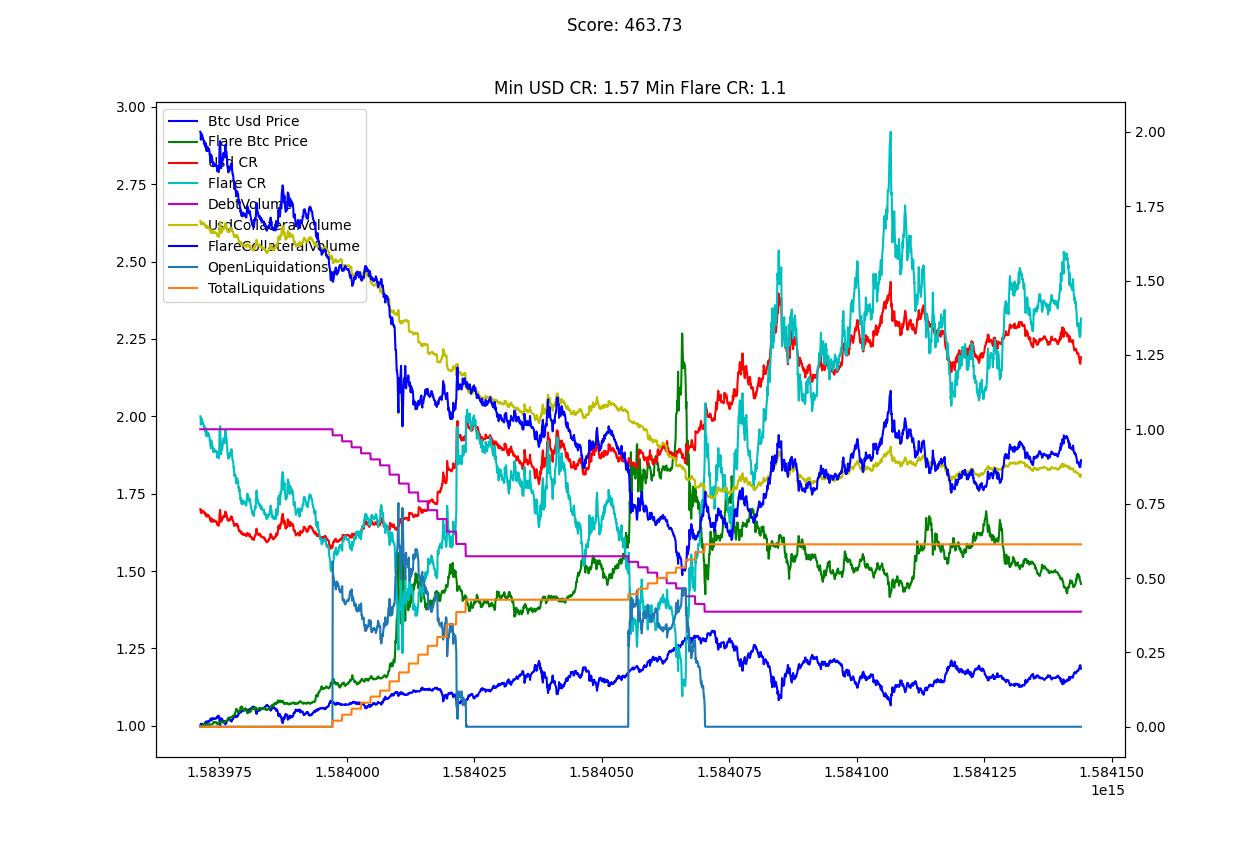 Score: 463.73
Min USD CR: 1.57 Min Flare CR: 1.1
3.00
2.75
2.50
2.25
2.00
1.75
1.50
1.25
1.00
Btc Usd Price
Flare Btc Price
Usd CR
Flare CR
DebtVolume
UsdCollateralVolume
FlareCollateralVolume
OpenLiquidations
TotalLiquidations
2.00
1.75
1.50
1.25
1.00
0.75
0.50
0.25
0.00
1.583975 1.584000 1.584025 1.584050 1.584075 1.584100 1.584125 1.584150
1e15